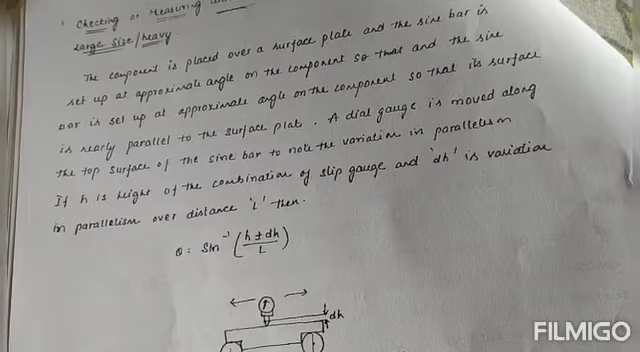 Checking or Measuring
Large Size/Heavy.
The component is placed over a surface plate and the sine bar is
set up at approximate angle on the component so that and the sine
bar is set up at approximate angle on the component so that its surface
is nearly parallel to the surface plate. A dial gauge is moved along
the top surface of the sine bar to note the variation in parallelism
If h is height of the combination of slip gauge and 'dh' is variation
in parallelism over distance 'L' then.
θ = Sin⁻¹ (h ± dh / L)
dh
FILMIGO